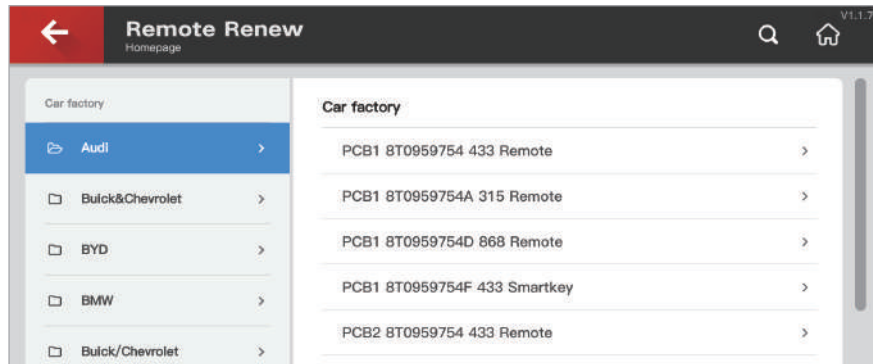 Remote Renew
Homepage
V1.1.7
Car factory
Audi
Buick&Chevrolet
BYD
BMW
Buick/Chevrolet
Car factory
PCB1 8T0959754 433 Remote
PCB1 8T0959754A 315 Remote
PCB1 8T0959754D 868 Remote
PCB1 8T0959754F 433 Smartkey
PCB2 8T0959754 433 Remote